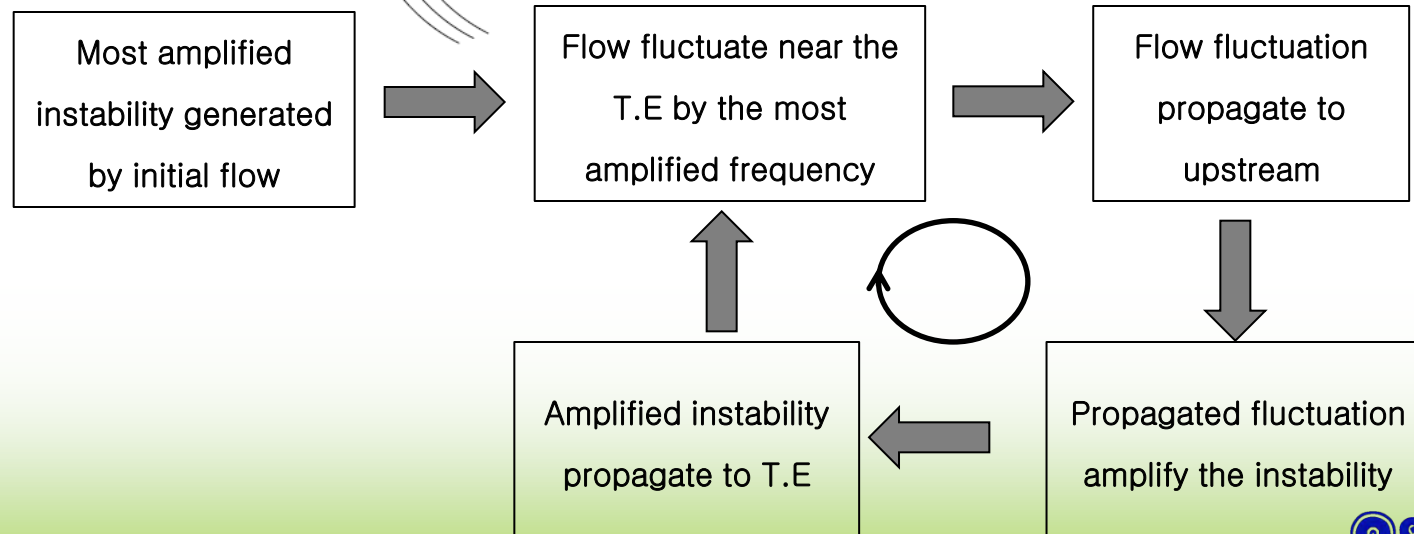 Most amplified
instability generated
by initial flow
Flow fluctuate near the
T.E by the most
amplified frequency
Flow fluctuation
propagate to
upstream
Amplified instability
propagate to T.E
Propagated fluctuation
amplify the instability